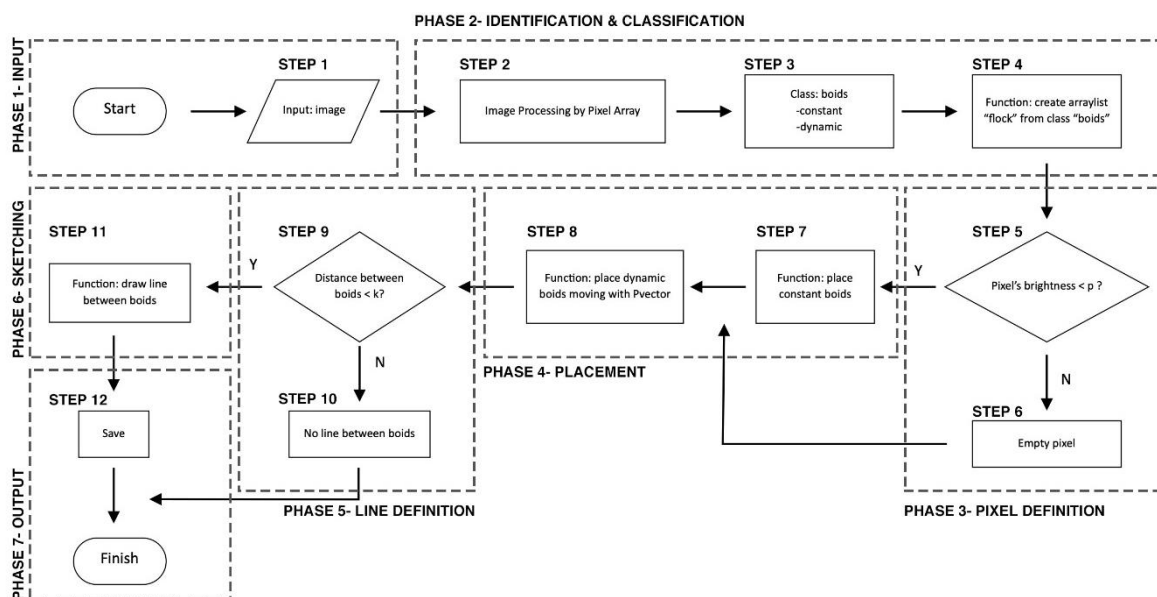 PHASE 2- IDENTIFICATION & CLASSIFICATION
PHASE 1- INPUT
Start
STEP 1
Input: image
STEP 2
Image Processing by Pixel Array
STEP 3
Class: boids
-constant
-dynamic
STEP 4
Function: create arraylist
“flock” from class “boids”
PHASE 3- PIXEL DEFINITION
STEP 5
Pixel’s brightness < p ?
Y
N
STEP 6
Empty pixel
PHASE 4- PLACEMENT
STEP 7
Function: place
constant boids
STEP 8
Function: place dynamic
boids moving with Pvector
PHASE 5- LINE DEFINITION
STEP 9
Distance between
boids < k?
Y
N
STEP 10
No line between boids
PHASE 6- SKETCHING
STEP 11
Function: draw line
between boids
PHASE 7- OUTPUT
STEP 12
Save
Finish